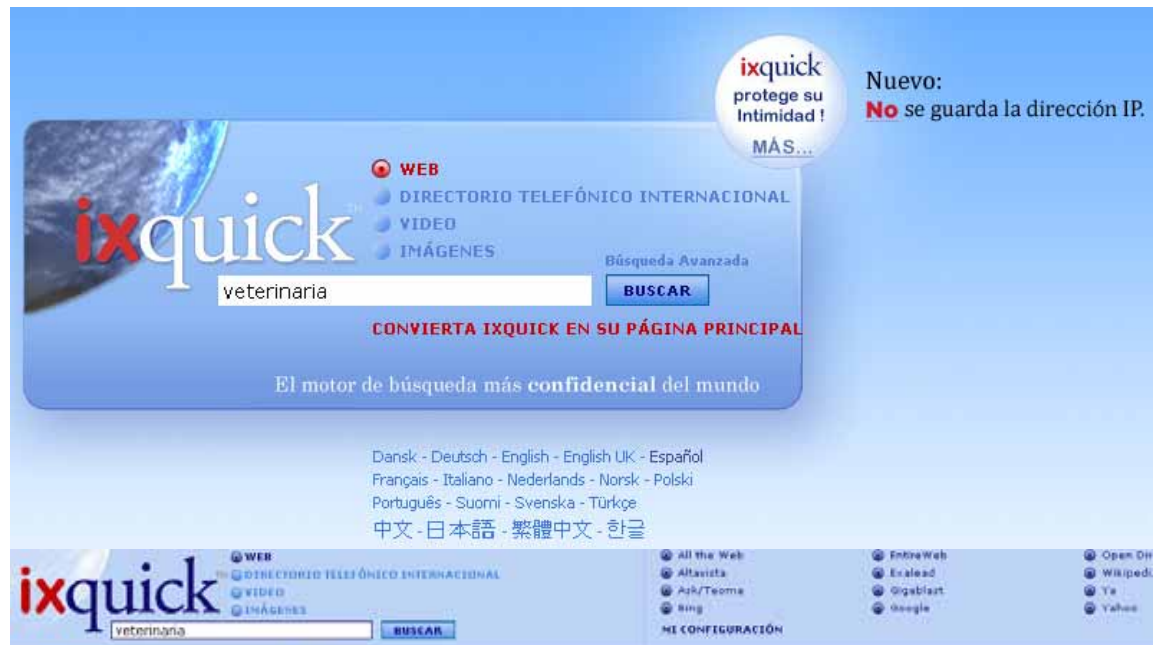 ixquick
protege su
Intimidad !
MÁS...
Nuevo:
No se guarda la dirección IP.
ixquick™
WEB
DIRECTORIO TELEFÓNICO INTERNACIONAL
VIDEO
IMÁGENES
Búsqueda Avanzada
veterinaria
BUSCAR
CONVIERTA IXQUICK EN SU PÁGINA PRINCIPAL
El motor de búsqueda más confidencial del mundo
Dansk - Deutsch - English - English UK - Español
Français - Italiano - Nederlands - Norsk - Polski
Português - Suomi - Svenska - Türkçe
中文 - 日本語 - 繁體中文 - 한글
ixquick™
WEB
DIRECTORIO TELEFÓNICO INTERNACIONAL
VIDEO
IMÁGENES
veterinaria
BUSCAR
All the Web
Altavista
Ask/Teoma
Bing
MI CONFIGURACIÓN
EntireWeb
Exalead
Gigablast
Google
Open Di
Wikipedi
Ya
Yahoo